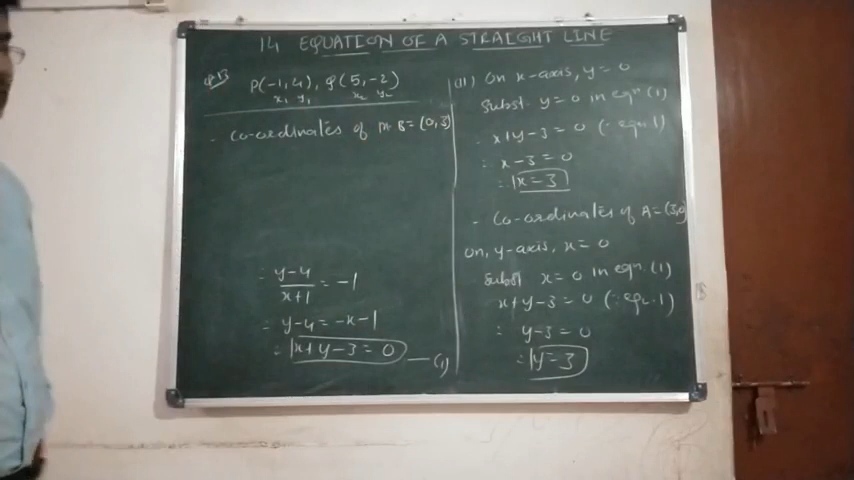 14 EQUATION OF A STRAIGHT LINE
P(-1,4), Q(5,-2)
x₁ y₁ x₂ y₂
- Co-ordinates of B = (0,3)
∴ y-4/x+1 = -1
∴ y-4 = -x-1
∴ x+y-3 = 0 —(1)
(ii) On x-axis, y=0
Subst. y=0 in eqn (1)
∴ x+y-3=0 (∵ eqn.1)
∴ x-3=0
∴ x=3
- Co-ordinates of A=(3,0)
On, y-axis, x=0
Subst x=0 in eqn.(1)
x+y-3=0 (∵ eqn.1)
∴ y-3=0
∴ y=3